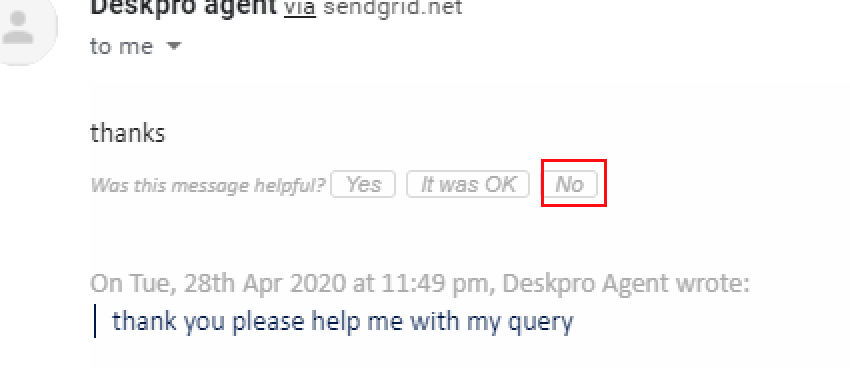 Deskpro agent via sendgrid.net
to me
thanks
Was this message helpful? Yes It was OK No
On Tue, 28th Apr 2020 at 11:49 pm, Deskpro Agent wrote:
thank you please help me with my query